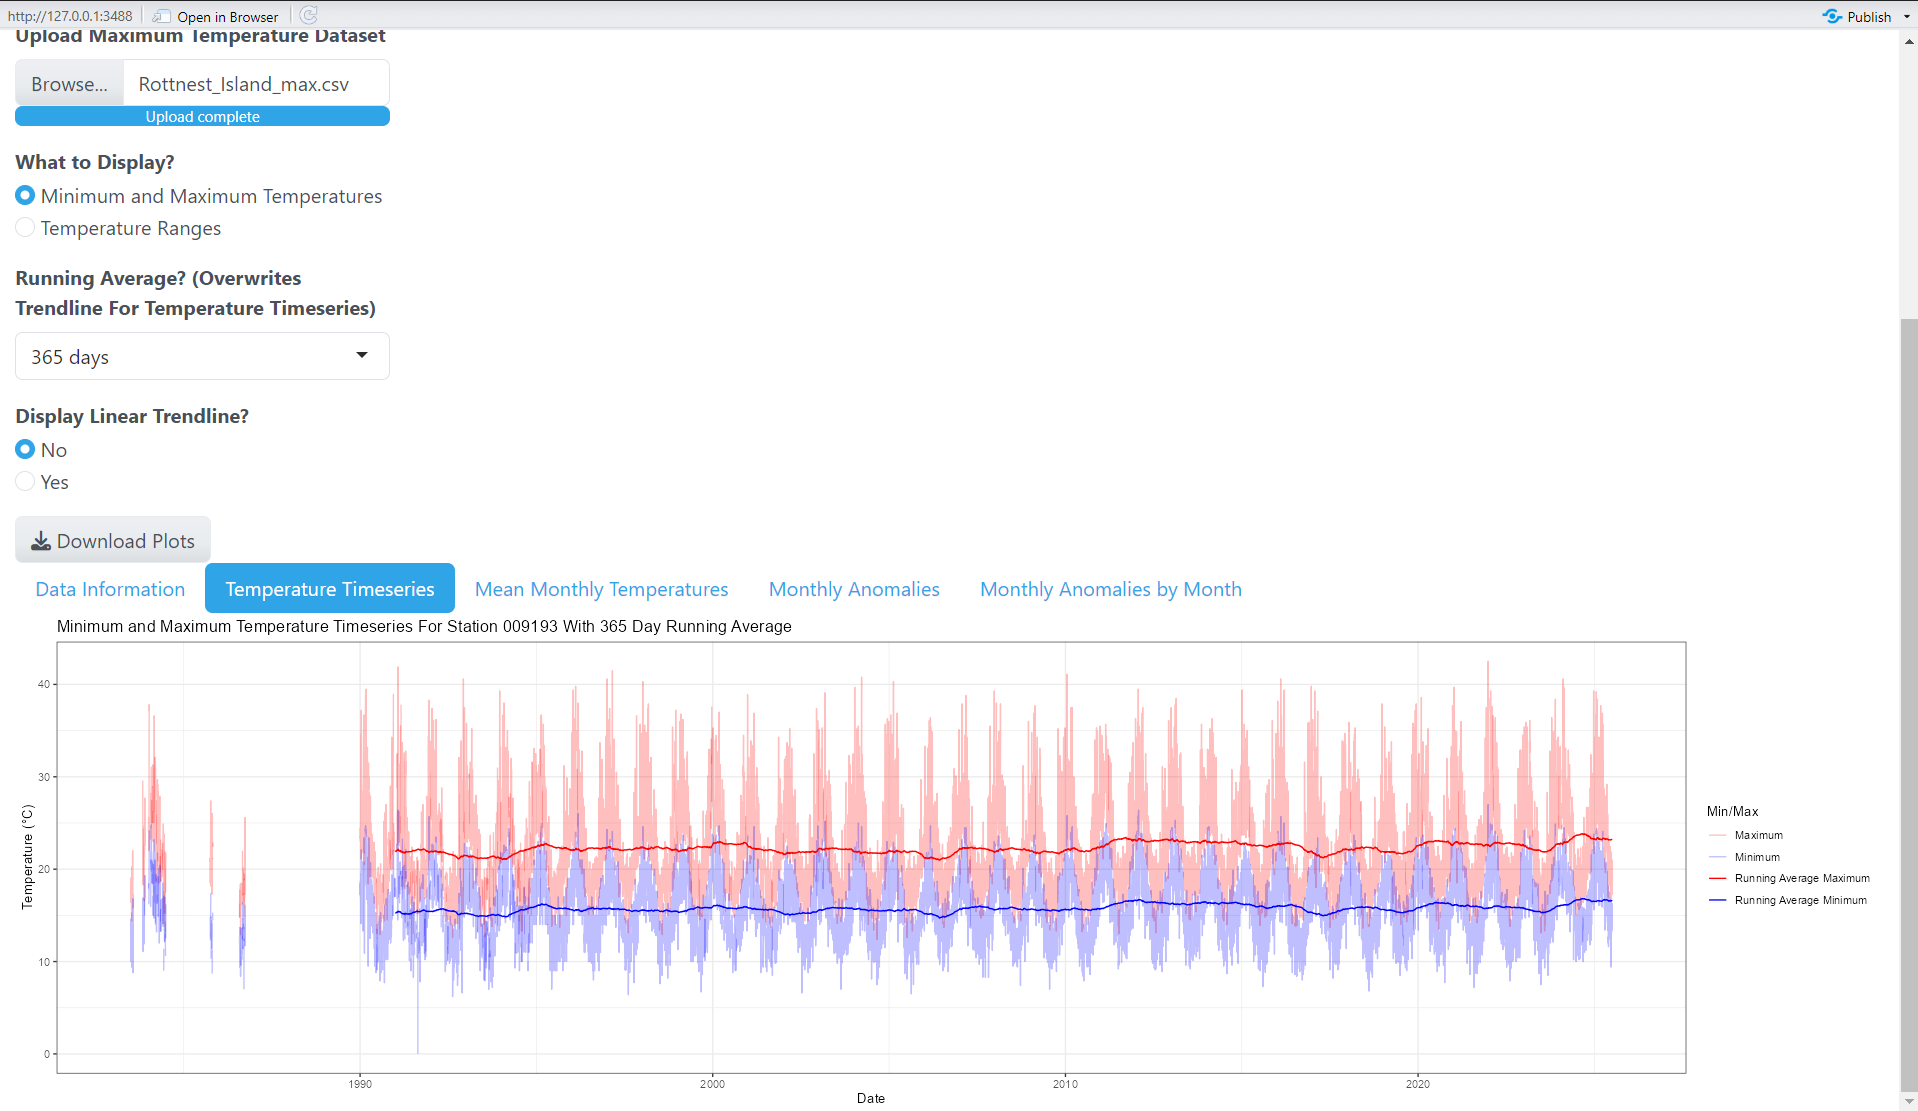 http://127.0.0.1:3488 Open in Browser Publish
Upload Maximum Temperature Dataset
Browse... Rottnest_Island_max.csv
Upload complete
What to Display?
Minimum and Maximum Temperatures
Temperature Ranges
Running Average? (Overwrites
Trendline For Temperature Timeseries)
365 days
Display Linear Trendline?
No
Yes
Download Plots
Data Information Temperature Timeseries Mean Monthly Temperatures Monthly Anomalies Monthly Anomalies by Month
Minimum and Maximum Temperature Timeseries For Station 009193 With 365 Day Running Average
40
30
20
10
0
Temperature (°C)
1990 2000 2010 2020
Date
Min/Max
Maximum
Minimum
Running Average Maximum
Running Average Minimum